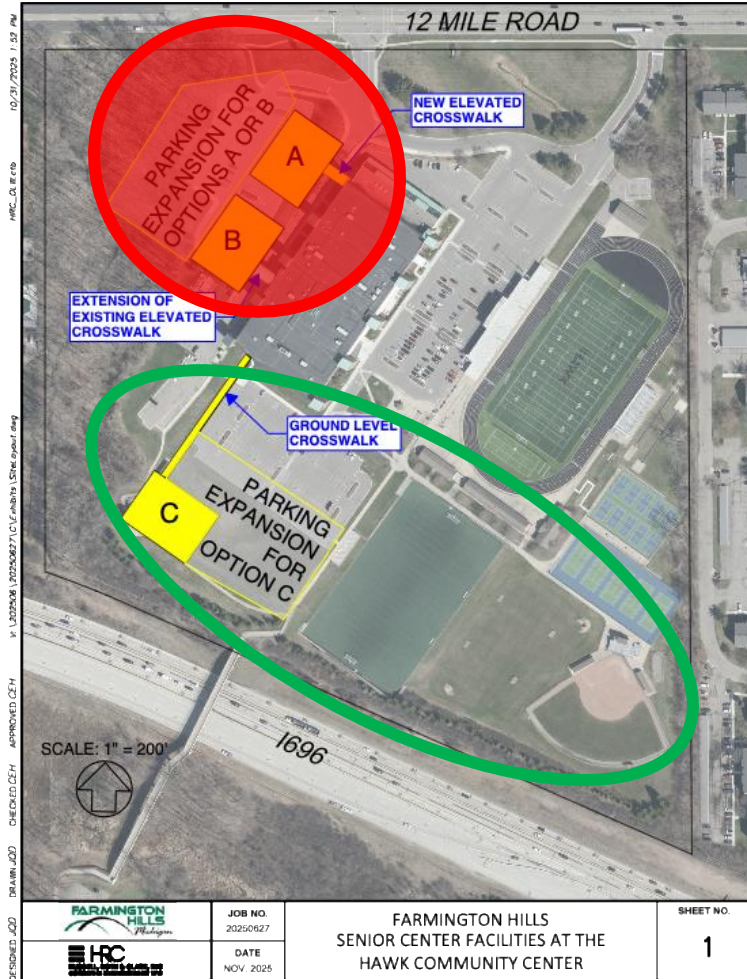 12 MILE ROAD
NEW ELEVATED
CROSSWALK
PARKING
EXPANSION FOR
OPTIONS A OR B
A
B
EXTENSION OF
EXISTING ELEVATED
CROSSWALK
GROUND LEVEL
CROSSWALK
C
PARKING
EXPANSION
FOR
OPTION C
I696
SCALE: 1" = 200'
10/31/2025 1:52 PM
APPROVED CEH
CHECKED CEH
DRAWN JQD
DESIGNED JQD
FARMINGTON
HILLS
Michigan
HRC
JOB NO.
20250627
DATE
NOV. 2025
FARMINGTON HILLS
SENIOR CENTER FACILITIES AT THE
HAWK COMMUNITY CENTER
SHEET NO.
1